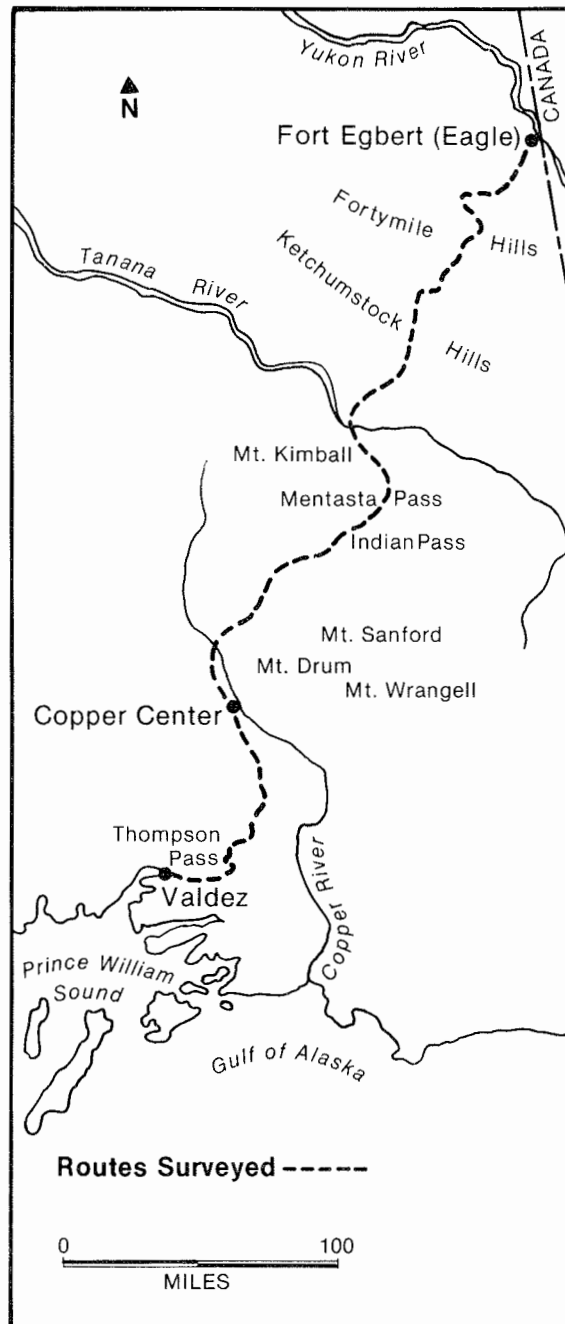 Yukon River
CANADA
N
Fort Egbert (Eagle)
Fortymile Hills
Ketchumstock Hills
Tanana River
Mt. Kimball
Mentasta Pass
Indian Pass
Mt. Sanford
Mt. Drum
Mt. Wrangell
Copper Center
Thompson
Pass
Valdez
Copper River
Prince William
Sound
Gulf of Alaska
Routes Surveyed
0 100
MILES